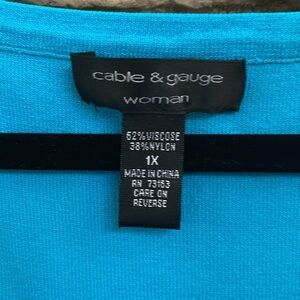 cable & gauge
woman
62%VISCOSE
38%NYLON
1X
MADE IN CHINA
RN 73163
CARE ON
REVERSE